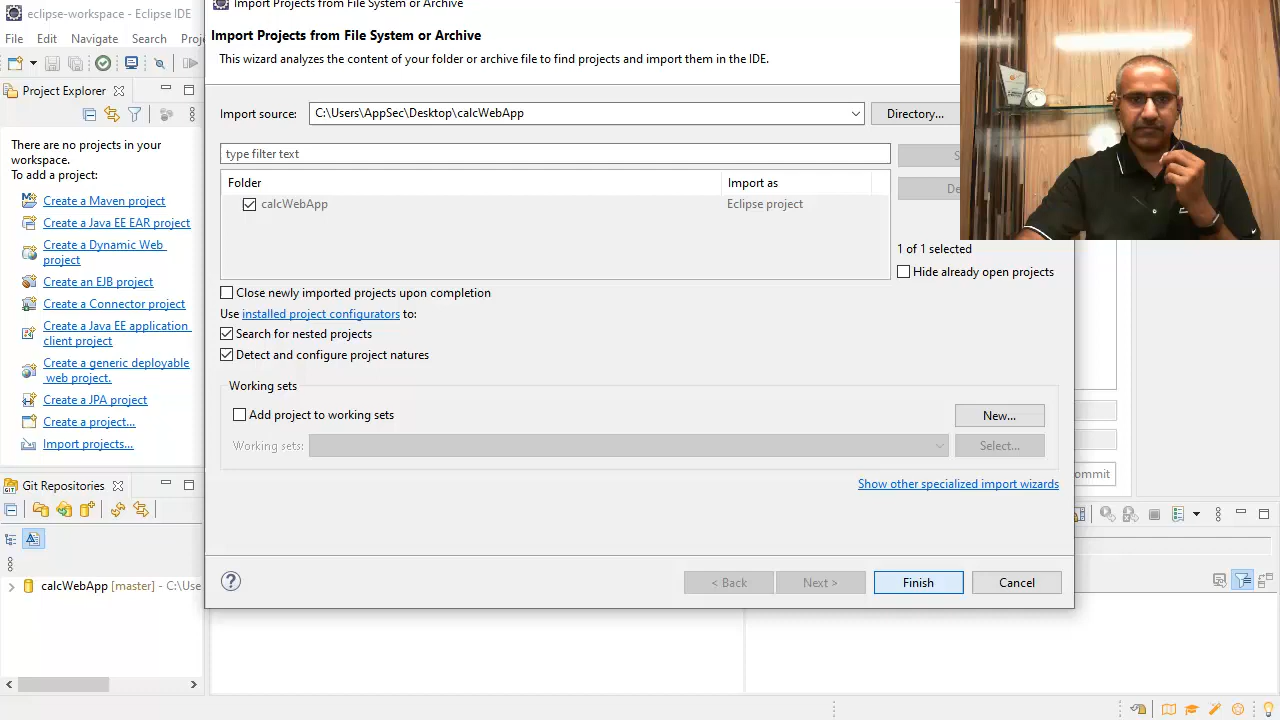 eclipse-workspace - Eclipse IDE
File Edit Navigate Search
Project Explorer
There are no projects in your
workspace.
To add a project:
Create a Maven project
Create a Java EE EAR project
Create a Dynamic Web
project
Create an EJB project
Create a Connector project
Create a Java EE application
client project
Create a generic deployable
web project.
Create a JPA project
Create a project...
Import projects...
Git Repositories
GIT
calcWebApp [master] - C:\Use
Import Projects from File System or Archive
Import Projects from File System or Archive
This wizard analyzes the content of your folder or archive file to find projects and import them in the IDE.
Import source: C:\Users\AppSec\Desktop\calcWebApp Directory...
type filter text
Folder Import as
calcWebApp Eclipse project
1 of 1 selected
Hide already open projects
Close newly imported projects upon completion
Use installed project configurators to:
Search for nested projects
Detect and configure project natures
Working sets
Add project to working sets New...
Working sets: Select...
Show other specialized import wizards
< Back Next > Finish Cancel